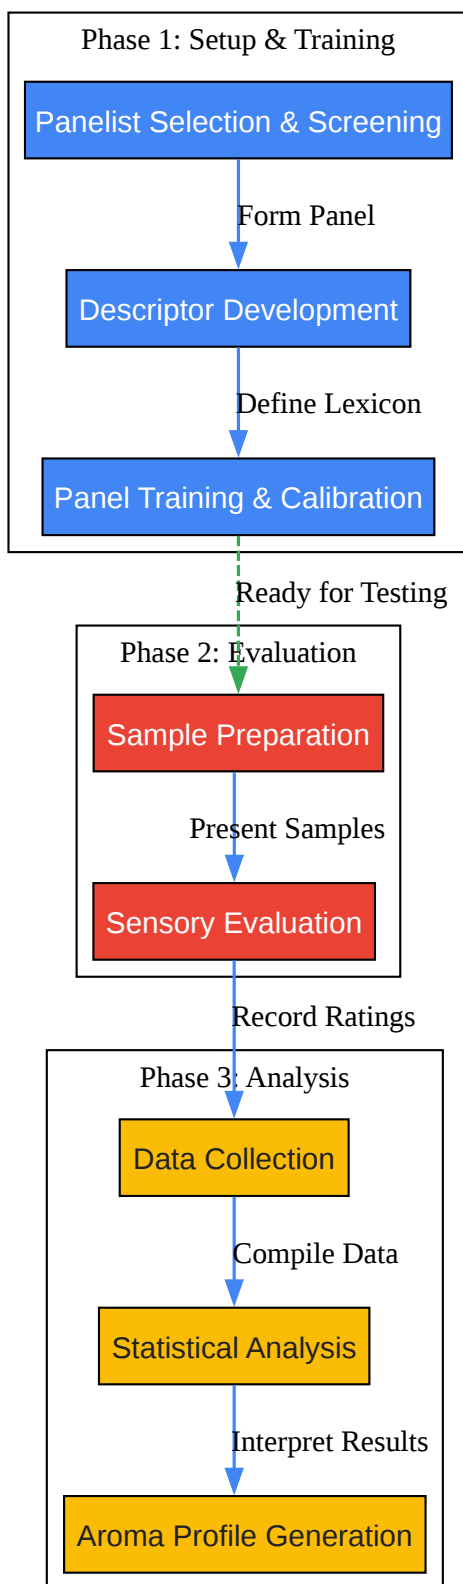 Phase 1: Setup & Training
Panelist Selection & Screening
Form Panel
Descriptor Development
Define Lexicon
Panel Training & Calibration
Ready for Testing
Phase 2: Evaluation
Sample Preparation
Present Samples
Sensory Evaluation
Record Ratings
Phase 3: Analysis
Data Collection
Compile Data
Statistical Analysis
Interpret Results
Aroma Profile Generation